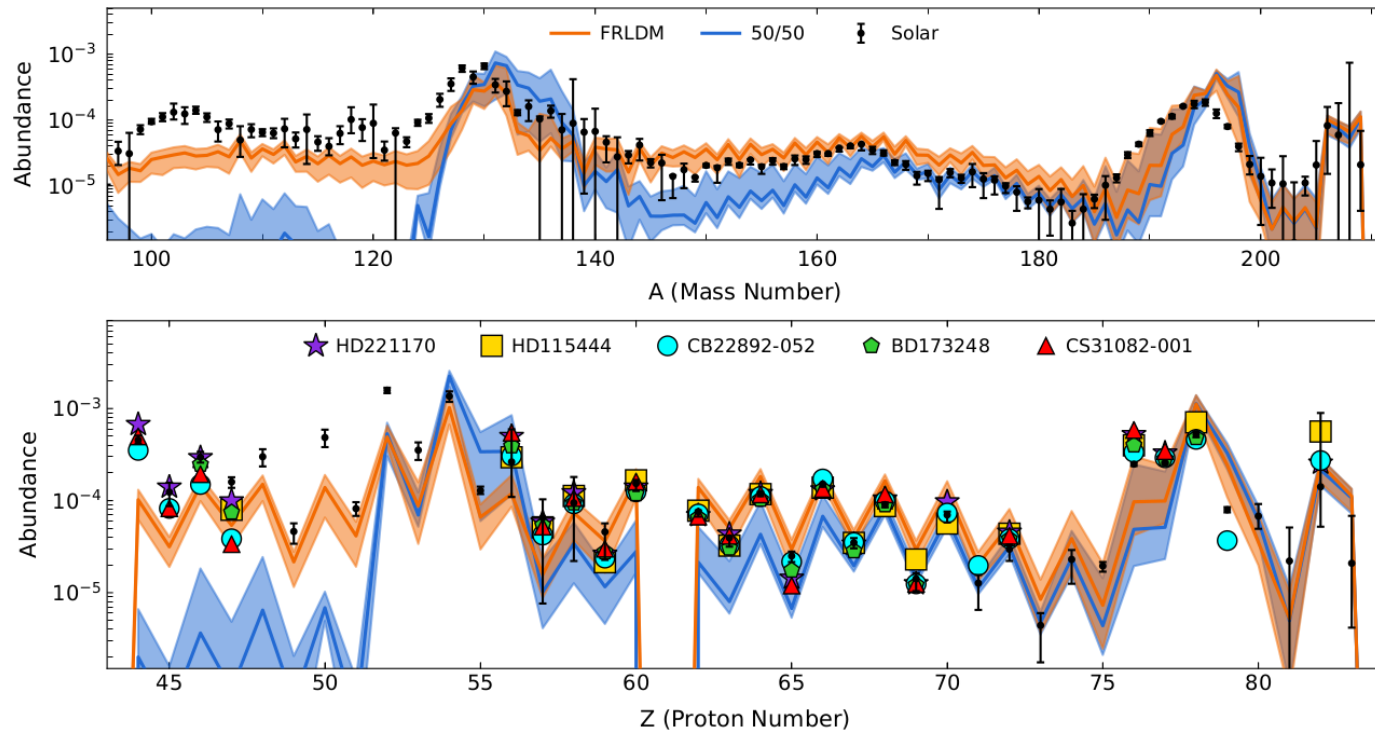 FRLDM 50/50 Solar
Abundance
10⁻³
10⁻⁴
10⁻⁵
100 120 140 160 180 200
A (Mass Number)
HD221170 HD115444 CB22892-052 BD173248 CS31082-001
Abundance
10⁻³
10⁻⁴
10⁻⁵
45 50 55 60 65 70 75 80
Z (Proton Number)